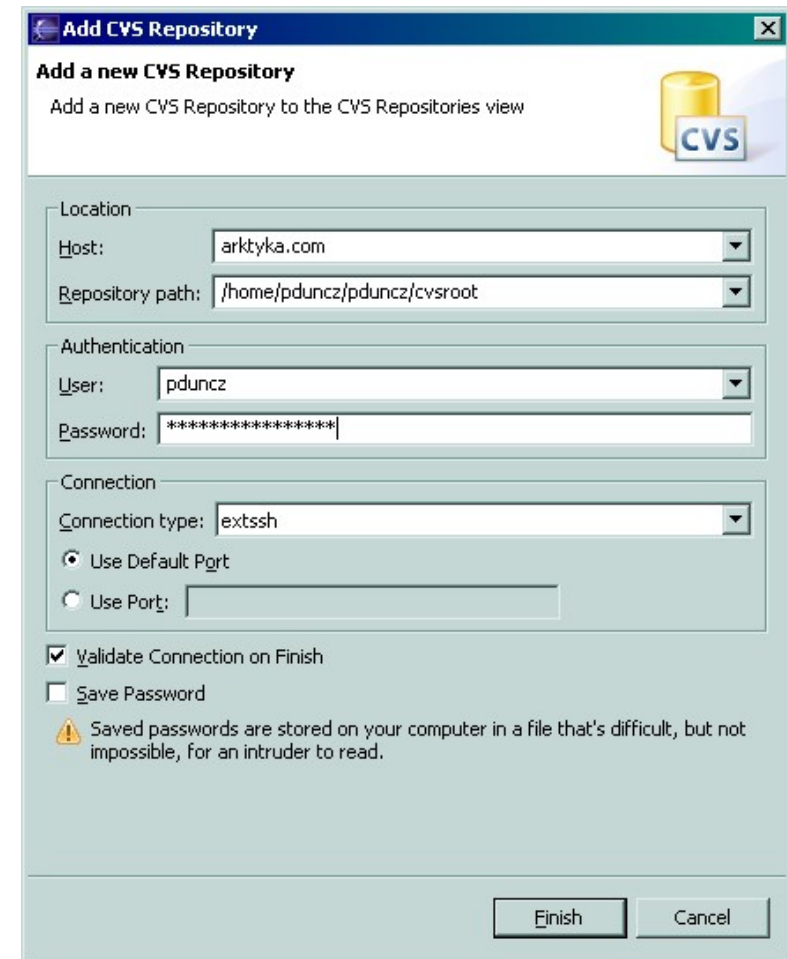 Add CVS Repository
Add a new CVS Repository
Add a new CVS Repository to the CVS Repositories view
CVS
Location
Host: arktyka.com
Repository path: /home/pduncz/pduncz/cvsroot
Authentication
User: pduncz
Password: ****************
Connection
Connection type: extssh
Use Default Port
Use Port:
Validate Connection on Finish
Save Password
Saved passwords are stored on your computer in a file that's difficult, but not
impossible, for an intruder to read.
Finish Cancel